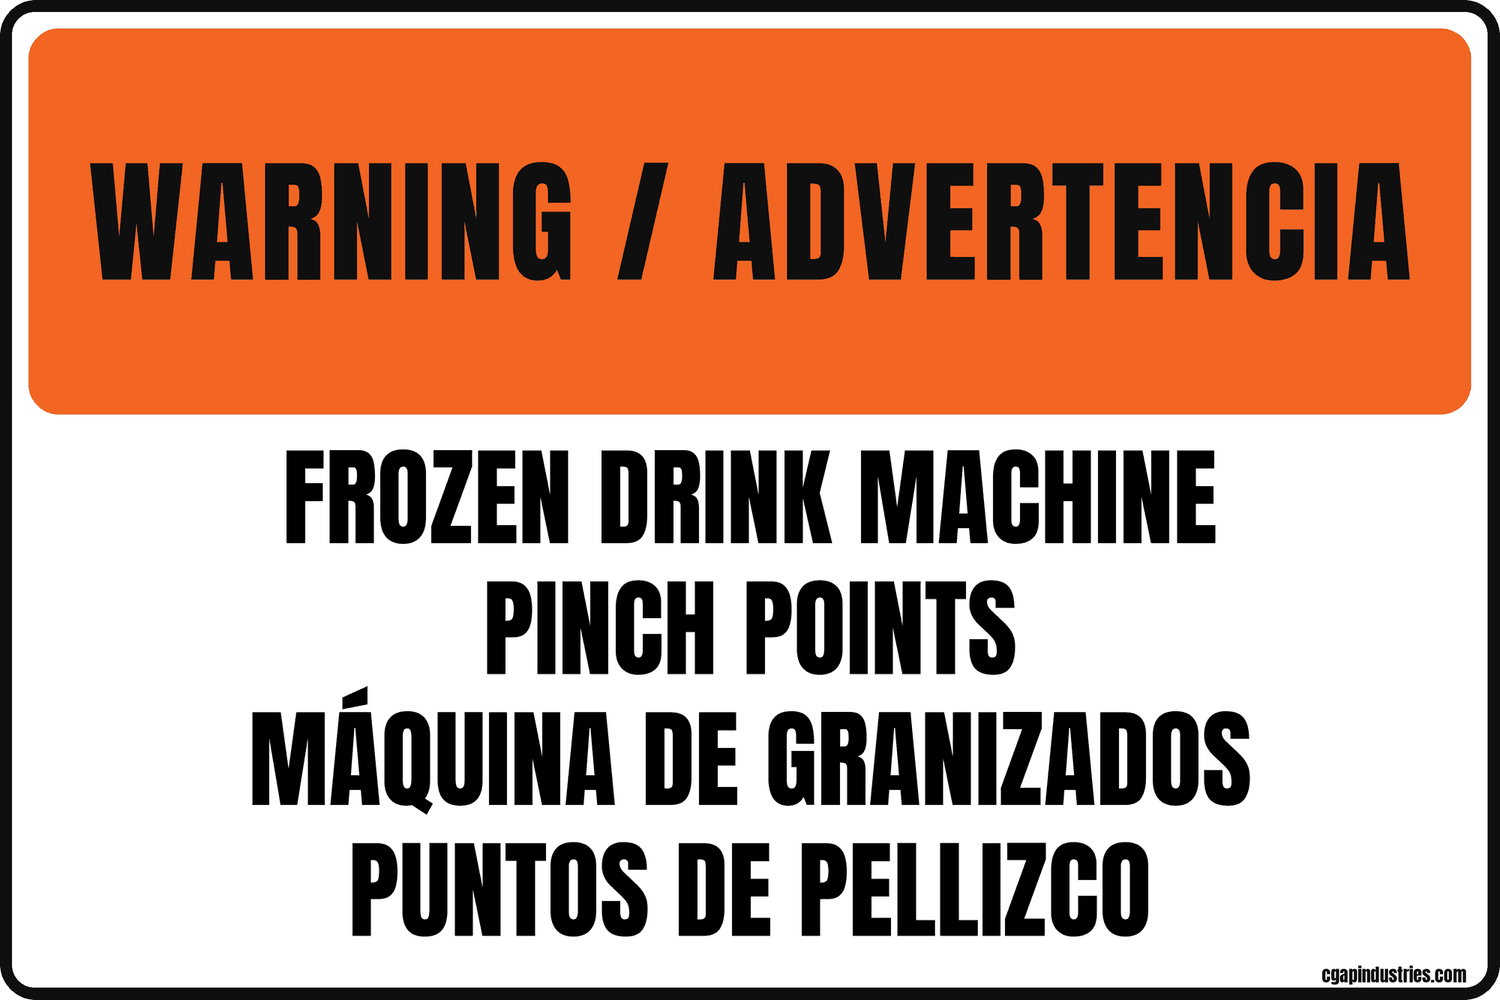 WARNING / ADVERTENCIA
FROZEN DRINK MACHINE
PINCH POINTS
MÁQUINA DE GRANIZADOS
PUNTOS DE PELLIZCO
cgapindustries.com